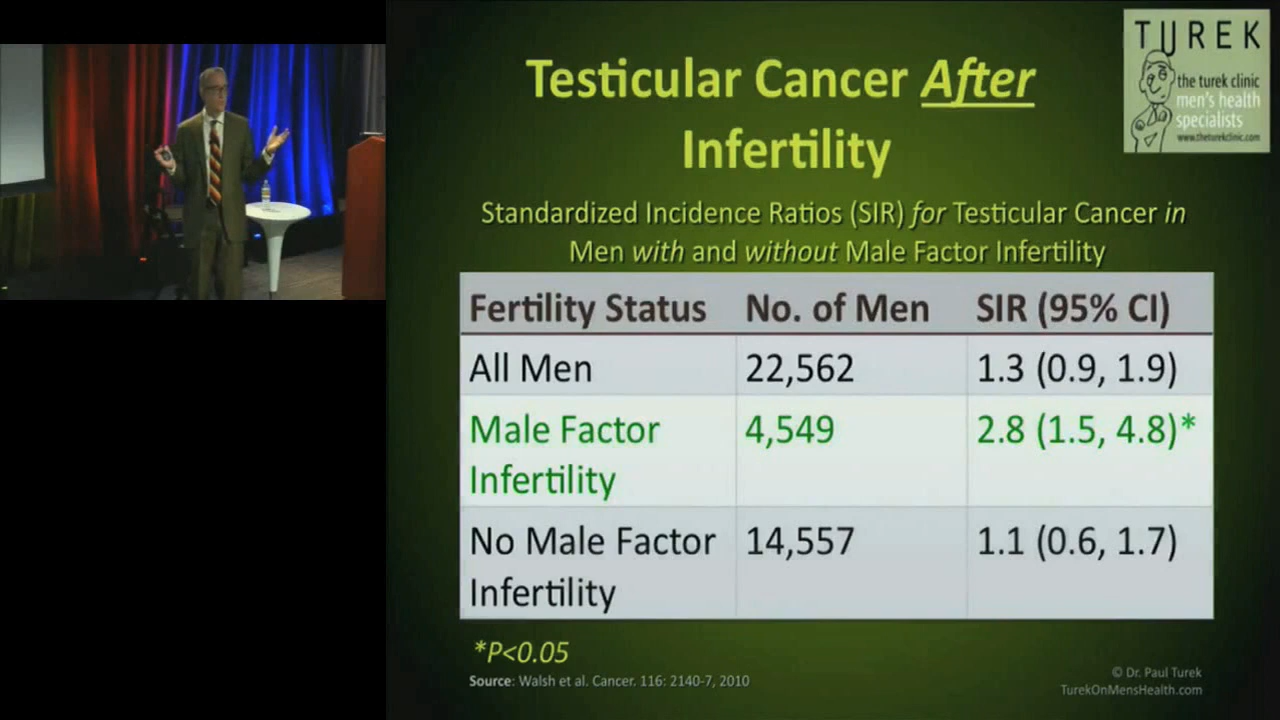 TUREK
the turek clinic
men's health
specialists
www.theturekclinic.com
Testicular Cancer After
Infertility
Standardized Incidence Ratios (SIR) for Testicular Cancer in
Men with and without Male Factor Infertility
Fertility Status No. of Men SIR (95% CI)
All Men 22,562 1.3 (0.9, 1.9)
Male Factor 4,549 2.8 (1.5, 4.8)*
Infertility
No Male Factor 14,557 1.1 (0.6, 1.7)
Infertility
*P<0.05
Source: Walsh et al. Cancer. 116: 2140-7, 2010
© Dr. Paul Turek
TurekOnMensHealth.com